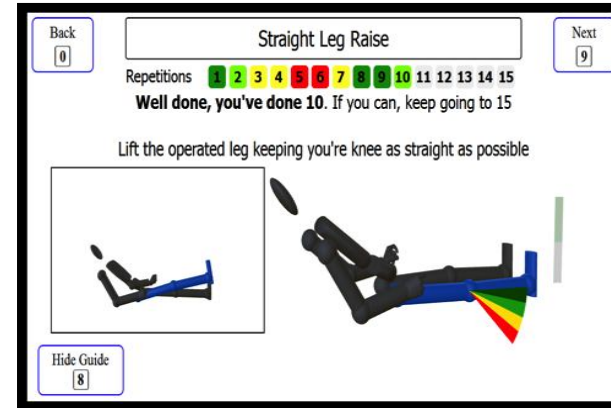 Back
0
Straight Leg Raise
Next
9
Repetitions 1 2 3 4 5 6 7 8 9 10 11 12 13 14 15
Well done, you've done 10. If you can, keep going to 15
Lift the operated leg keeping you're knee as straight as possible
Hide Guide
8